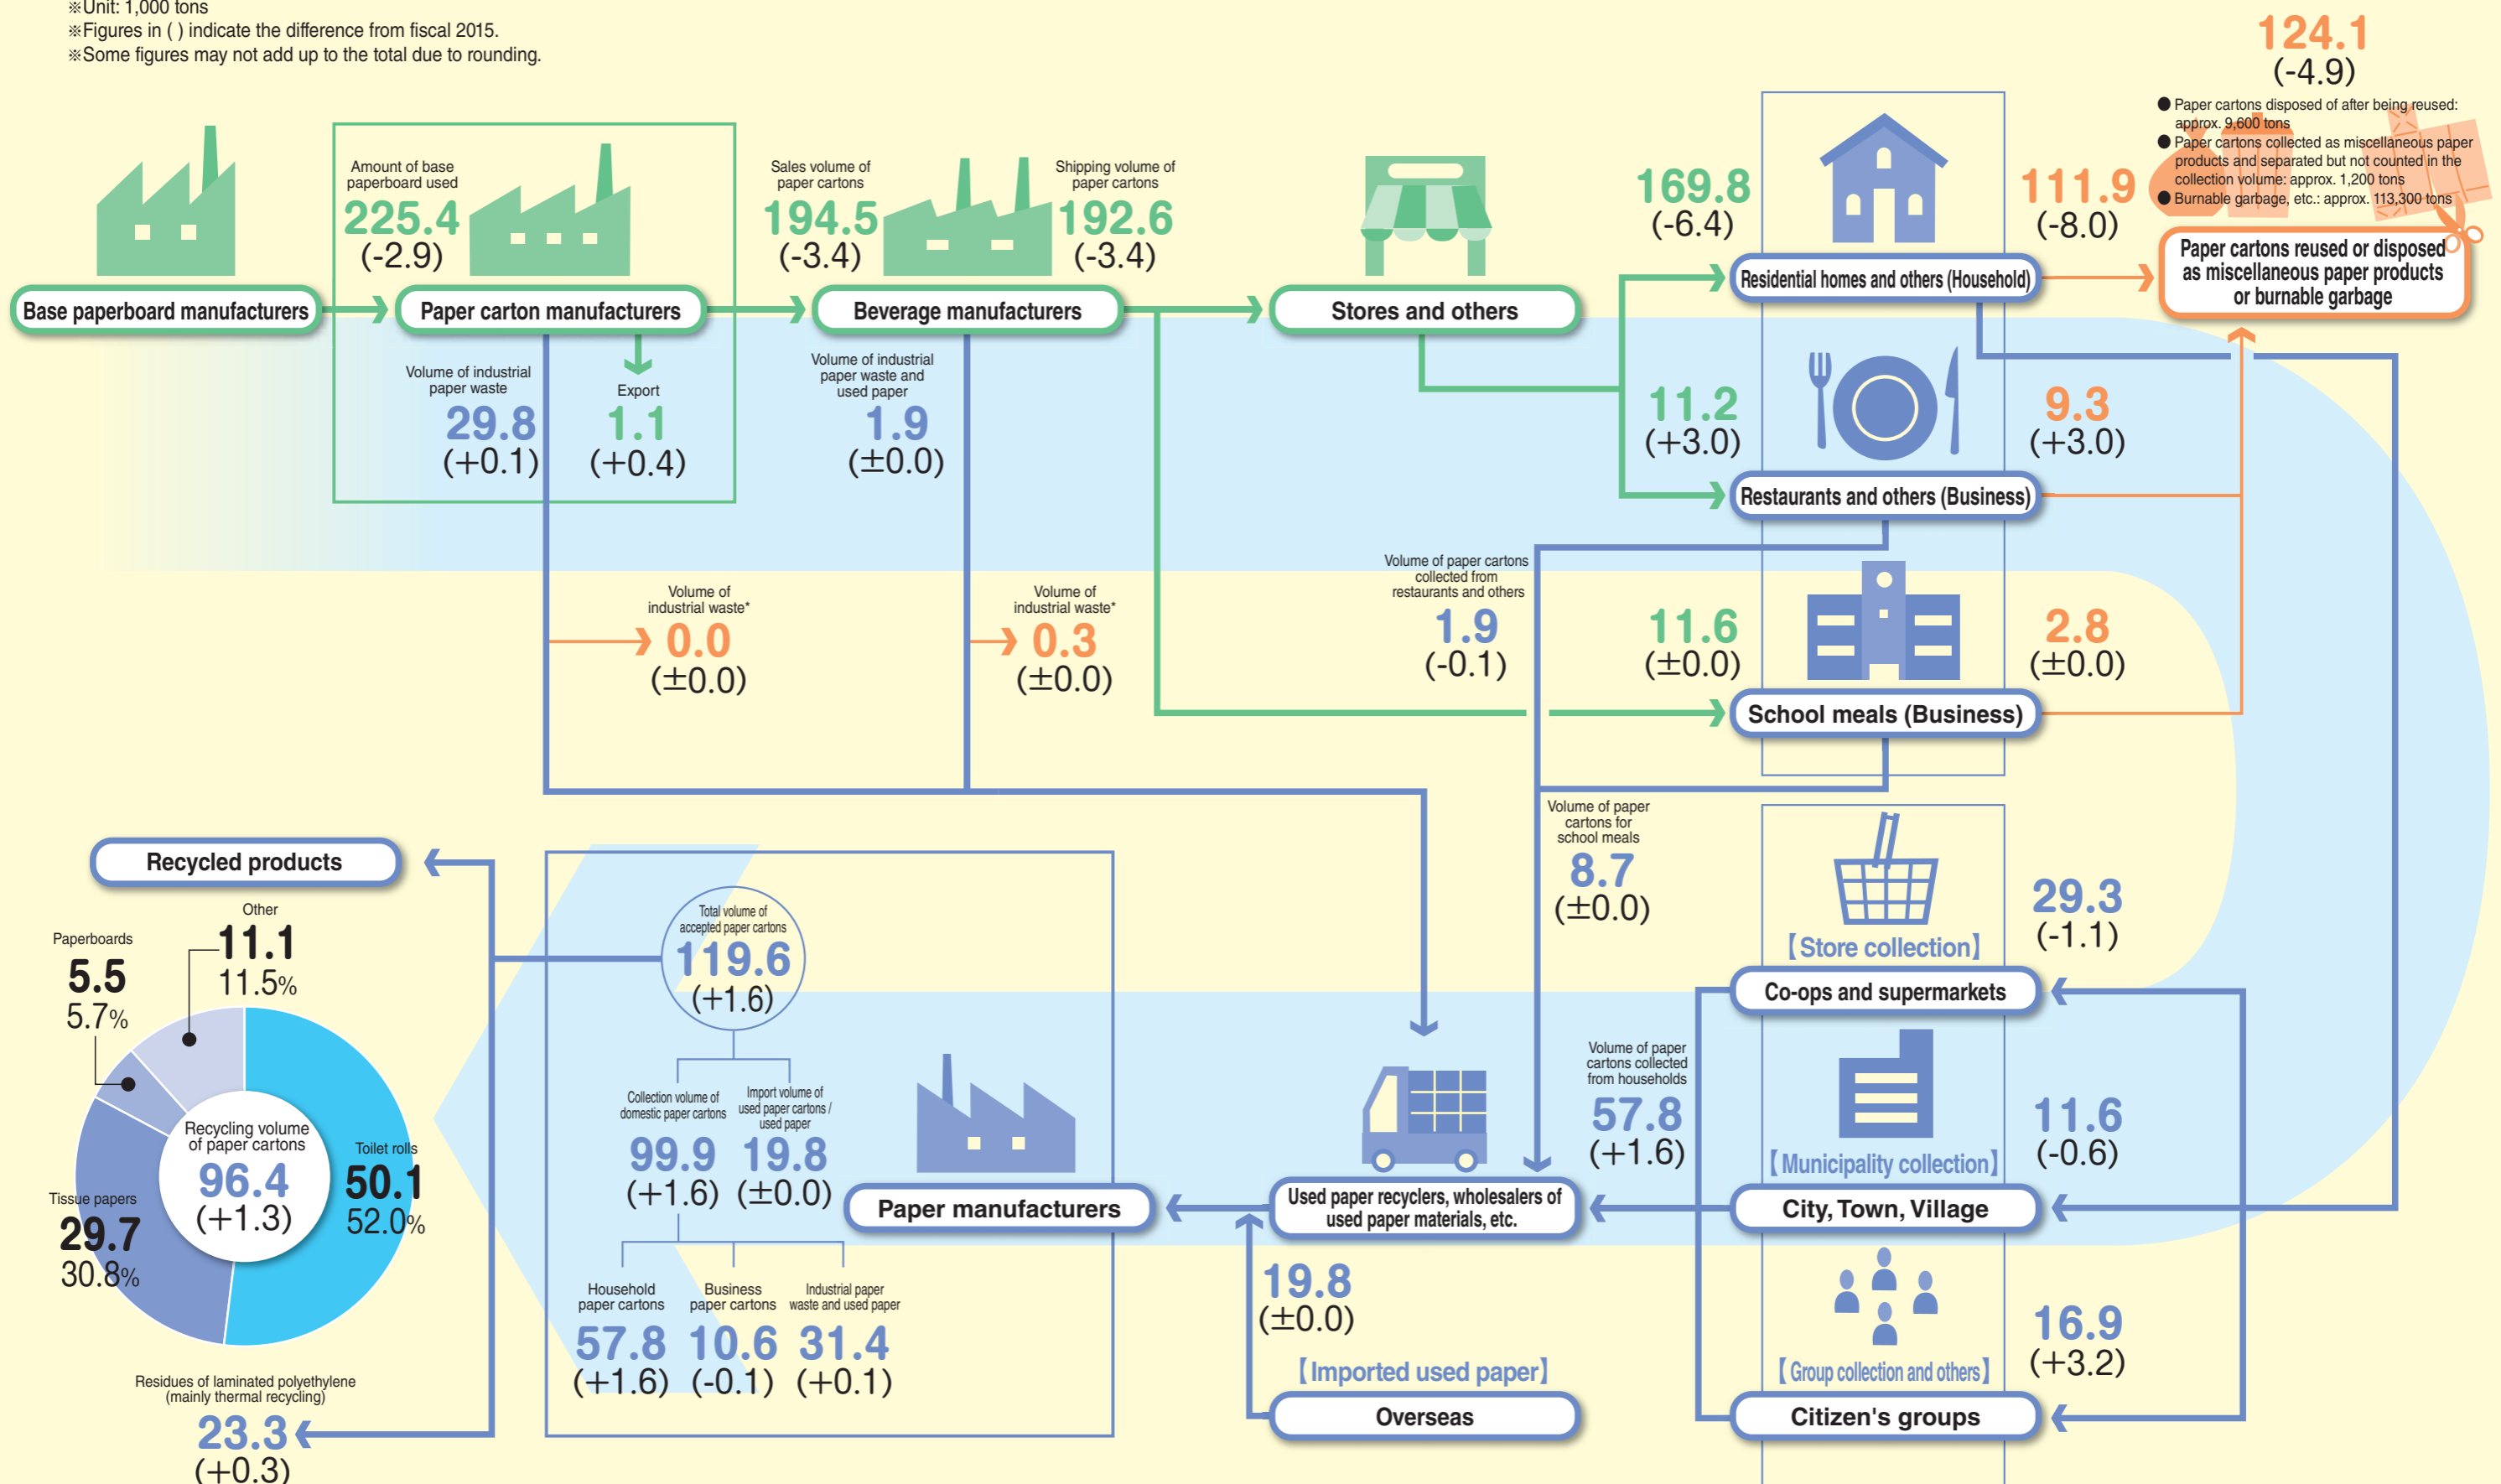 ※Unit: 1,000 tons
※Figures in ( ) indicate the difference from fiscal 2015.
※Some figures may not add up to the total due to rounding.
124.1
(-4.9)
● Paper cartons disposed of after being reused:
approx. 9,600 tons
● Paper cartons collected as miscellaneous paper
products and separated but not counted in the
collection volume: approx. 1,200 tons
● Burnable garbage, etc.: approx. 113,300 tons
Paper cartons reused or disposed
as miscellaneous paper products
or burnable garbage
Base paperboard manufacturers
Amount of base
paperboard used
225.4
(-2.9)
Paper carton manufacturers
Volume of industrial
paper waste
29.8
(+0.1)
Export
1.1
(+0.4)
Sales volume of
paper cartons
194.5
(-3.4)
Shipping volume of
paper cartons
192.6
(-3.4)
Beverage manufacturers
Volume of industrial
paper waste and
used paper
1.9
(±0.0)
Stores and others
169.8
(-6.4)
111.9
(-8.0)
Residential homes and others (Household)
11.2
(+3.0)
9.3
(+3.0)
Restaurants and others (Business)
Volume of
industrial waste*
0.0
(±0.0)
Volume of
industrial waste*
0.3
(±0.0)
Volume of paper cartons
collected from
restaurants and others
1.9
(-0.1)
11.6
(±0.0)
2.8
(±0.0)
School meals (Business)
Volume of paper
cartons for
school meals
8.7
(±0.0)
29.3
(-1.1)
【Store collection】
Co-ops and supermarkets
Volume of paper
cartons collected
from households
57.8
(+1.6)
11.6
(-0.6)
【Municipality collection】
City, Town, Village
16.9
(+3.2)
【Group collection and others】
Citizen's groups
Used paper recyclers, wholesalers of
used paper materials, etc.
19.8
(±0.0)
【Imported used paper】
Overseas
Paper manufacturers
Total volume of
accepted paper cartons
119.6
(+1.6)
Collection volume of
domestic paper cartons
99.9
(+1.6)
Import volume of
used paper cartons /
used paper
19.8
(±0.0)
Household
paper cartons
57.8
(+1.6)
Business
paper cartons
10.6
(-0.1)
Industrial paper
waste and used paper
31.4
(+0.1)
Recycled products
Other
11.1
11.5%
Paperboards
5.5
5.7%
Recycling volume
of paper cartons
96.4
(+1.3)
Toilet rolls
50.1
52.0%
Tissue papers
29.7
30.8%
Residues of laminated polyethylene
(mainly thermal recycling)
23.3
(+0.3)